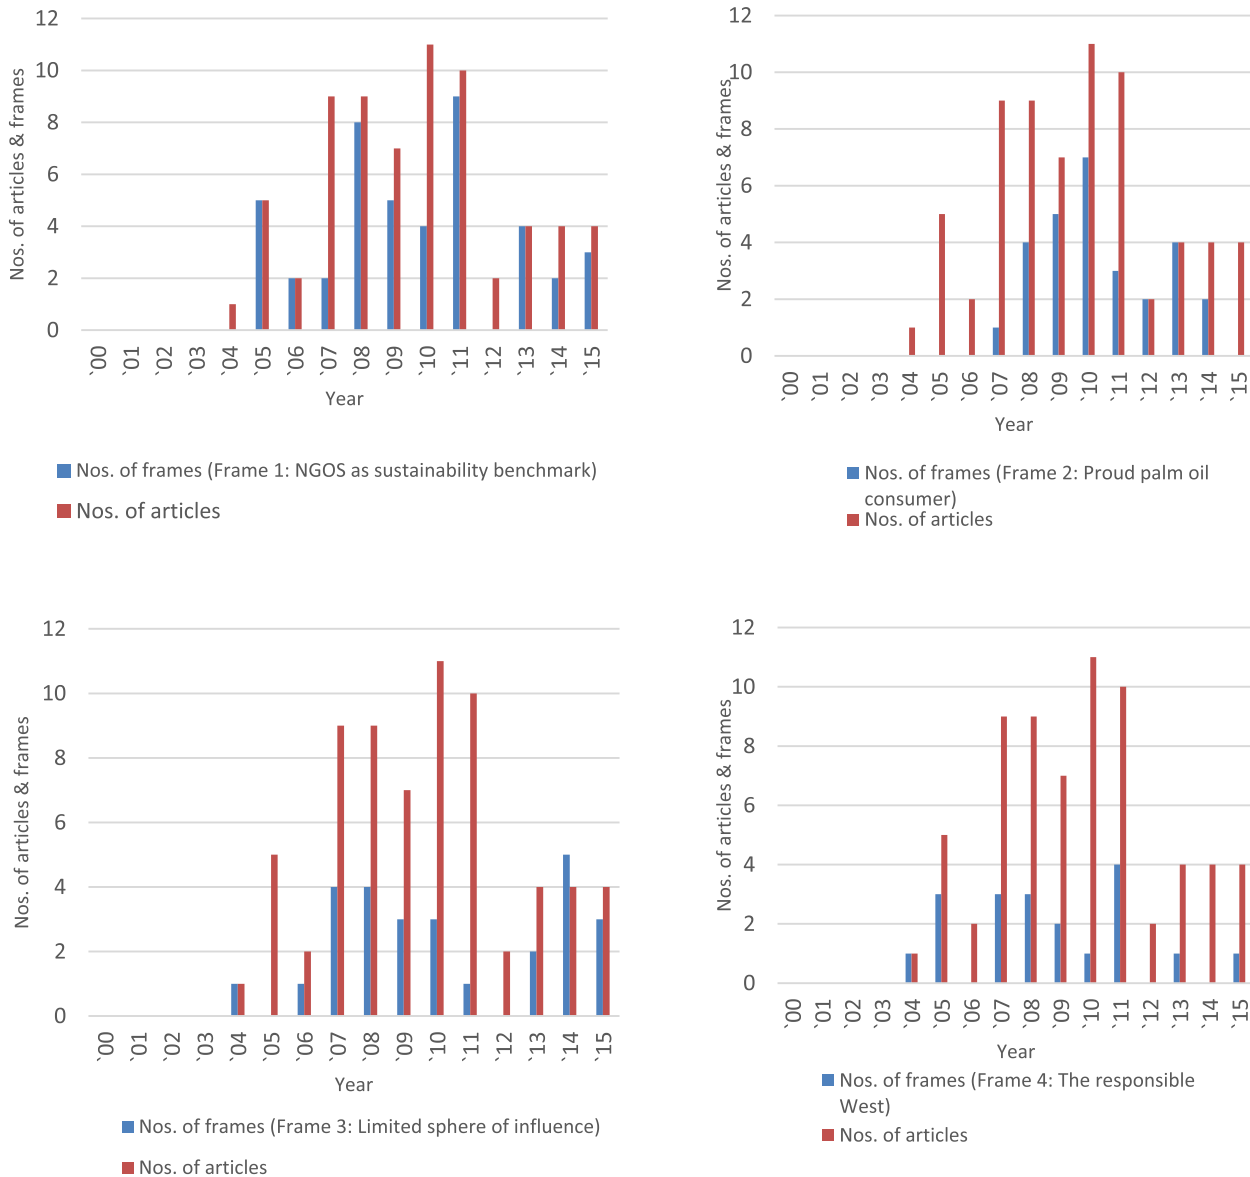 12
10
8
6
4
2
0
Nos. of articles & frames
`00 `01 `02 `03 `04 `05 `06 `07 `08 `09 `10 `11 `12 `13 `14 `15
Year
Nos. of frames (Frame 1: NGOS as sustainability benchmark)
Nos. of articles
12
10
8
6
4
2
0
Nos. of articles & frames
`00 `01 `02 `03 `04 `05 `06 `07 `08 `09 `10 `11 `12 `13 `14 `15
Year
Nos. of frames (Frame 2: Proud palm oil
consumer)
Nos. of articles
12
10
8
6
4
2
0
Nos. of articles & frames
`00 `01 `02 `03 `04 `05 `06 `07 `08 `09 `10 `11 `12 `13 `14 `15
Year
Nos. of frames (Frame 3: Limited sphere of influence)
Nos. of articles
12
10
8
6
4
2
0
Nos. of articles & frames
`00 `01 `02 `03 `04 `05 `06 `07 `08 `09 `10 `11 `12 `13 `14 `15
Year
Nos. of frames (Frame 4: The responsible
West)
Nos. of articles